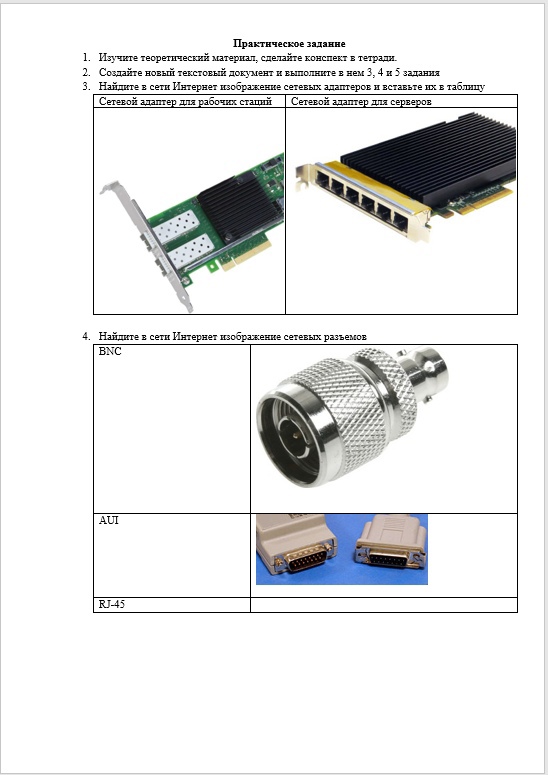 Практическое задание
1. Изучите теоретический материал, сделайте конспект в тетради.
2. Создайте новый текстовый документ и выполните в нем 3, 4 и 5 задания
3. Найдите в сети Интернет изображение сетевых адаптеров и вставьте их в таблицу
Сетевой адаптер для рабочих стаций
Сетевой адаптер для серверов
4. Найдите в сети Интернет изображение сетевых разъемов
BNC
AUI
RJ-45